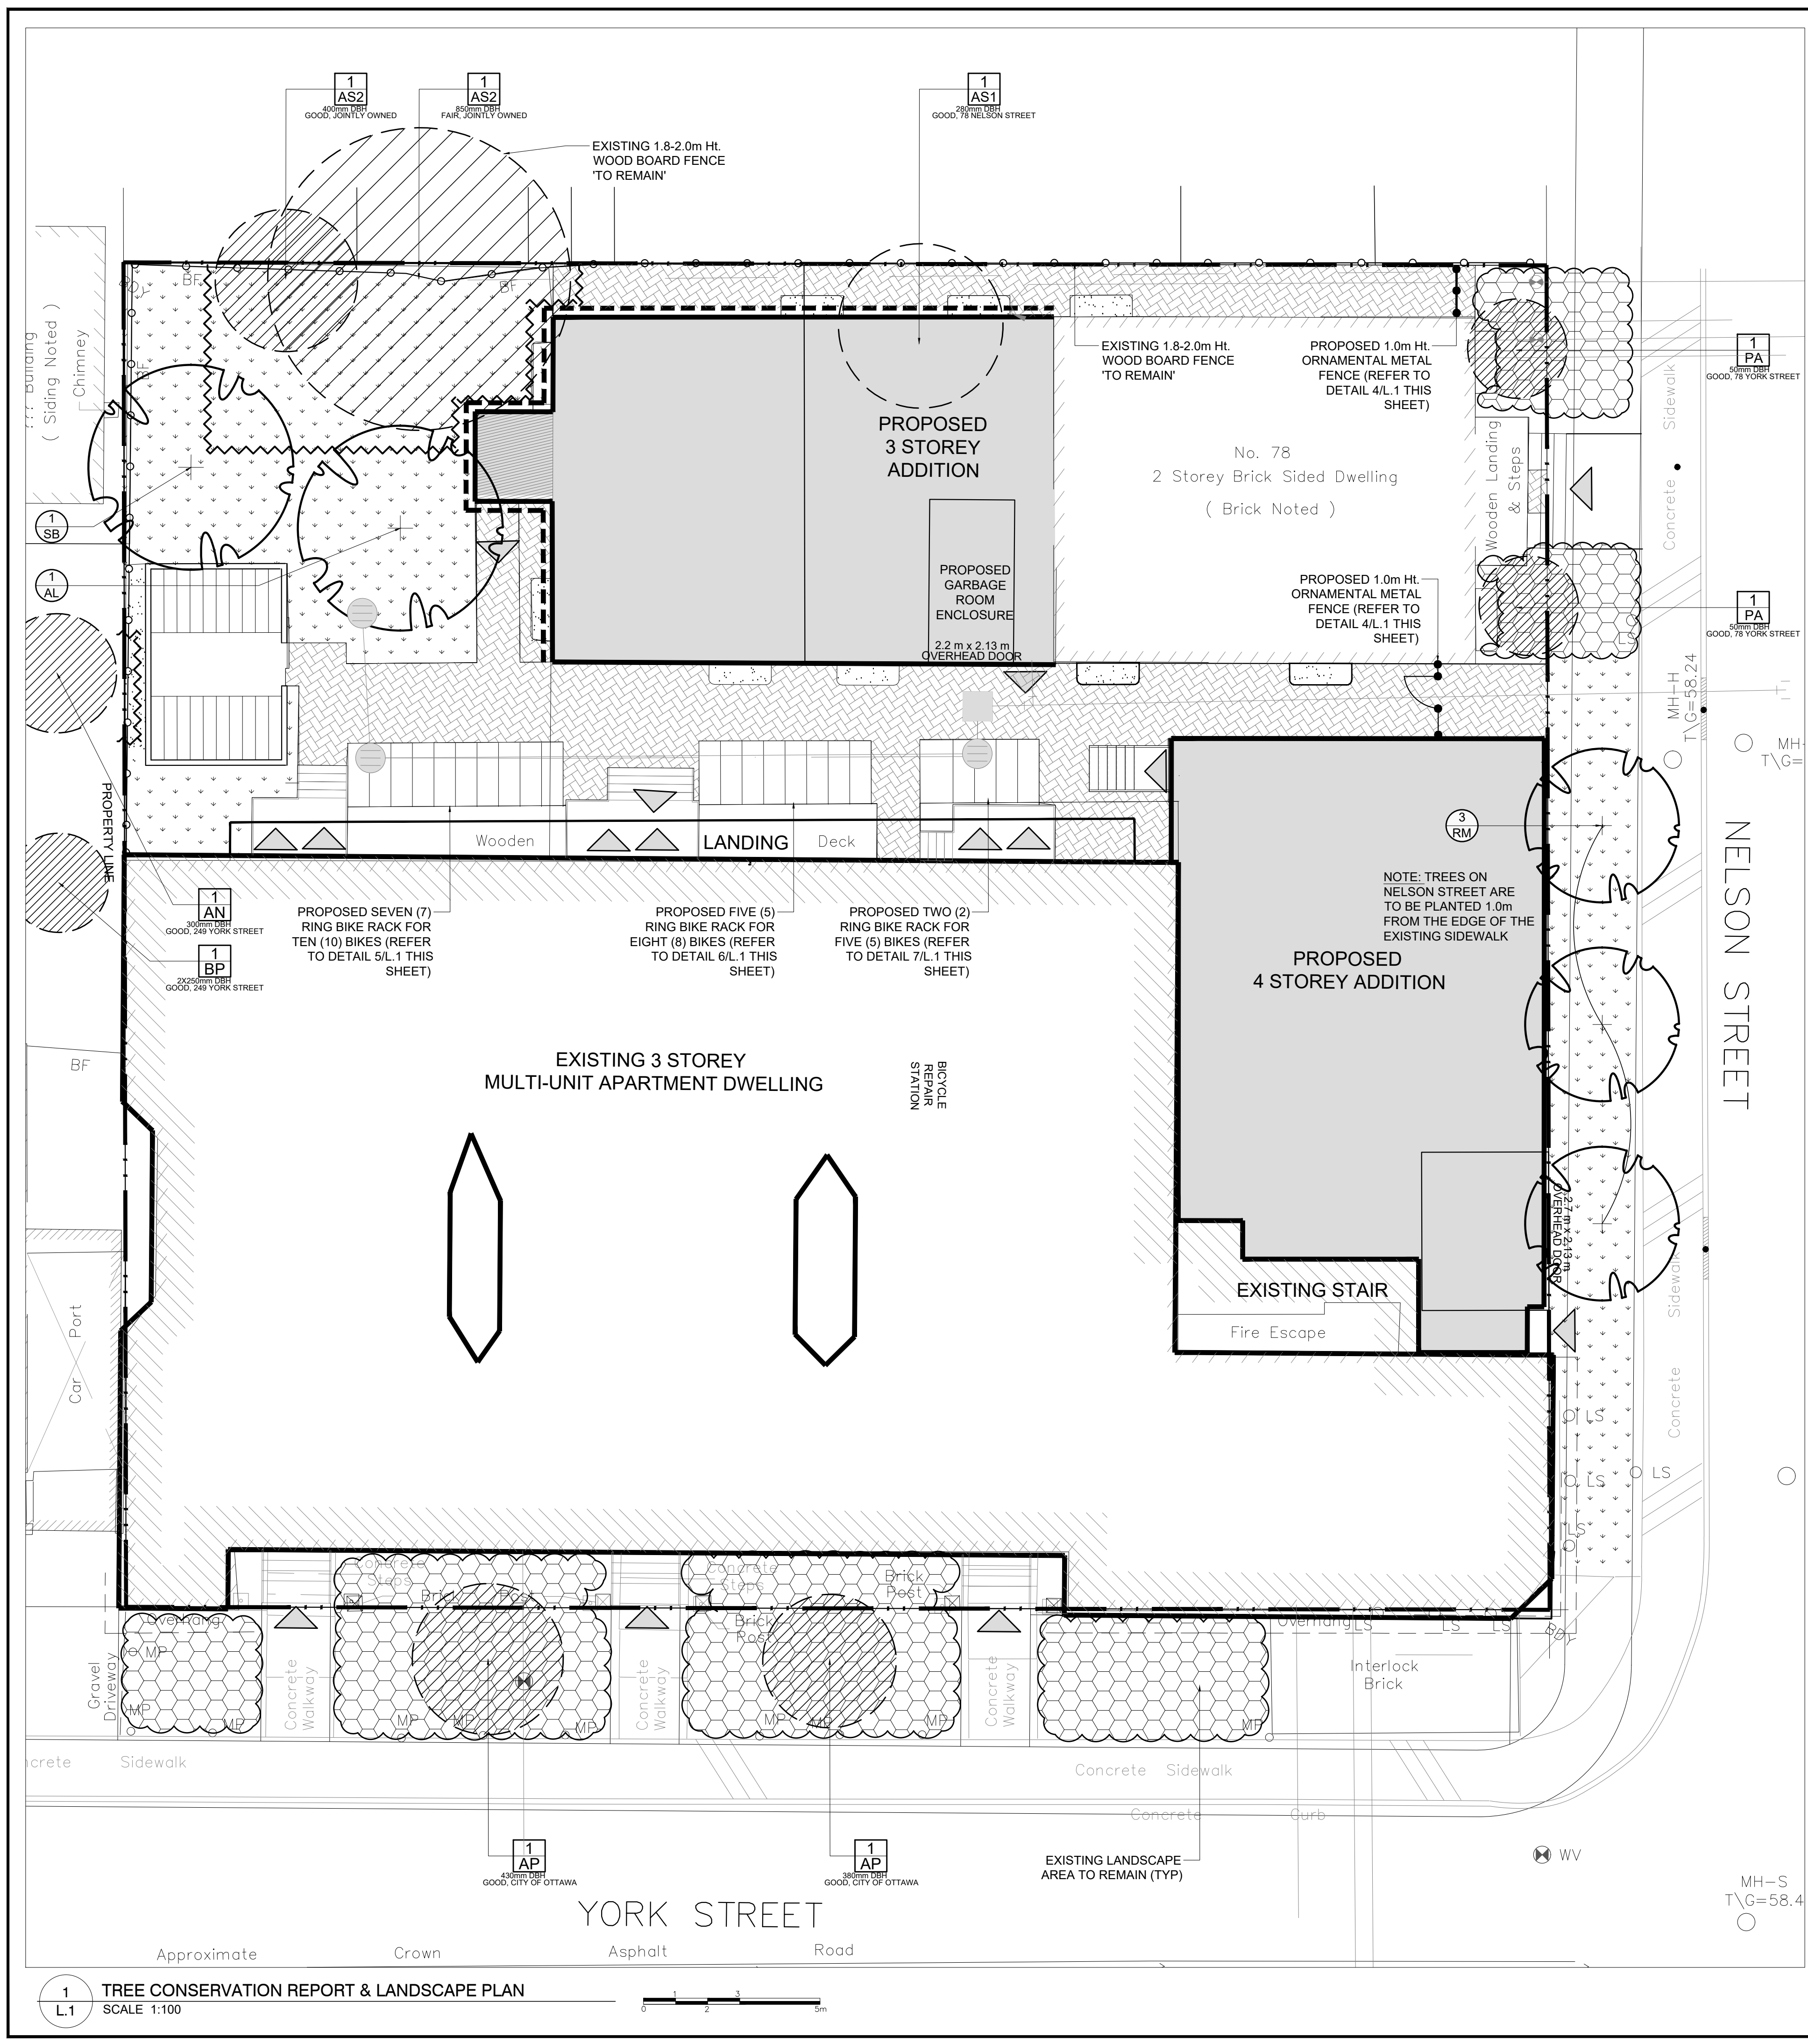 1
AS2
400mm DBH
GOOD, JOINTLY OWNED
1
AS2
850mm DBH
FAIR, JOINTLY OWNED
1
AS1
280mm DBH
GOOD, 78 NELSON STREET
EXISTING 1.8-2.0m Ht.
WOOD BOARD FENCE
'TO REMAIN'
BDY
BF
BF
BF
Building
( Siding Noted )
Chimney
EXISTING 1.8-2.0m Ht.
WOOD BOARD FENCE
'TO REMAIN'
PROPOSED 1.0m Ht.
ORNAMENTAL METAL
FENCE (REFER TO
DETAIL 4/L.1 THIS
SHEET)
1
PA
50mm DBH
GOOD, 78 YORK STREET
PROPOSED
3 STOREY
ADDITION
No. 78
2 Storey Brick Sided Dwelling
( Brick Noted )
Wooden Landing
& Steps
Concrete
Sidewalk
1
SB
1
AL
PROPOSED
GARBAGE
ROOM
ENCLOSURE
2.2 m x 2.13 m
OVERHEAD DOOR
PROPOSED 1.0m Ht.
ORNAMENTAL METAL
FENCE (REFER TO
DETAIL 4/L.1 THIS
SHEET)
1
PA
50mm DBH
GOOD, 78 YORK STREET
LS
MH-H
T\G=58.24
MH-
T\G=
PROPERTY LINE
Wooden
LANDING
Deck
3
RM
NOTE: TREES ON
NELSON STREET ARE
TO BE PLANTED 1.0m
FROM THE EDGE OF THE
EXISTING SIDEWALK
NELSON STREET
1
AN
300mm DBH
GOOD, 249 YORK STREET
1
BP
2X250mm DBH
GOOD, 249 YORK STREET
PROPOSED SEVEN (7)
RING BIKE RACK FOR
TEN (10) BIKES (REFER
TO DETAIL 5/L.1 THIS
SHEET)
PROPOSED FIVE (5)
RING BIKE RACK FOR
EIGHT (8) BIKES (REFER
TO DETAIL 6/L.1 THIS
SHEET)
PROPOSED TWO (2)
RING BIKE RACK FOR
FIVE (5) BIKES (REFER
TO DETAIL 7/L.1 THIS
SHEET)
PROPOSED
4 STOREY ADDITION
BF
EXISTING 3 STOREY
MULTI-UNIT APARTMENT DWELLING
BICYCLE
REPAIR
STATION
2.7 m x 2.13 m
OVERHEAD DOOR
EXISTING STAIR
Fire Escape
Car Port
Concrete
Sidewalk
LS
LS
LS
LS
Concrete
Steps
Brick
Post
Concrete
Steps
Brick
Post
Brick
Post
Overhang
Overhang
LS
LS
LS
BDY
MP
MP
MP
Gravel
Driveway
Concrete
Walkway
MP
MP
MP
Concrete
Walkway
MP
MP
MP
Concrete
Walkway
MP
Interlock
Brick
Sidewalk
Concrete Sidewalk
Concrete Curb
1
AP
430mm DBH
GOOD, CITY OF OTTAWA
1
AP
380mm DBH
GOOD, CITY OF OTTAWA
EXISTING LANDSCAPE
AREA TO REMAIN (TYP)
WV
MH-S
T\G=58.4
YORK STREET
Approximate Crown Asphalt Road
1
L.1
TREE CONSERVATION REPORT & LANDSCAPE PLAN
SCALE 1:100
0 1 2 3 5m